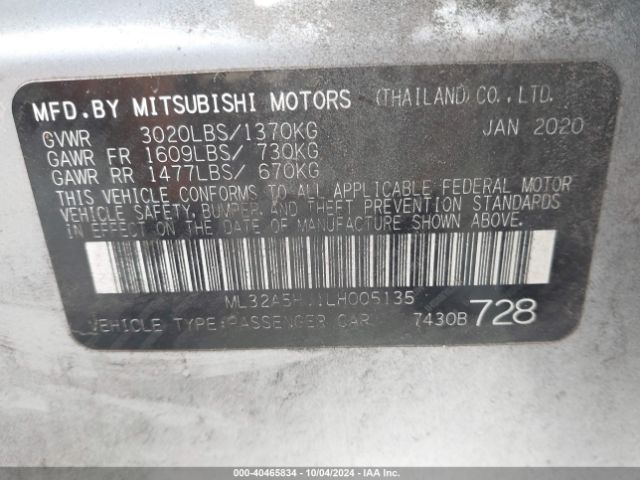 MFD.BY MITSUBISHI MOTORS (THAILAND)CO.,LTD.
GVWR 3020LBS/1370KG JAN 2020
GAWR FR 1609LBS/ 730KG
GAWR RR 1477LBS/ 670KG
THIS VEHICLE CONFORMS TO ALL APPLICABLE FEDERAL MOTOR
VEHICLE SAFETY, BUMPER, AND THEFT PREVENTION STANDARDS
IN EFFECT ON THE DATE OF MANUFACTURE SHOWN ABOVE.
VEHICLE TYPE:PASSENGER CAR 7430B 728
000-40465834 - 10/04/2024 - IAA Inc.